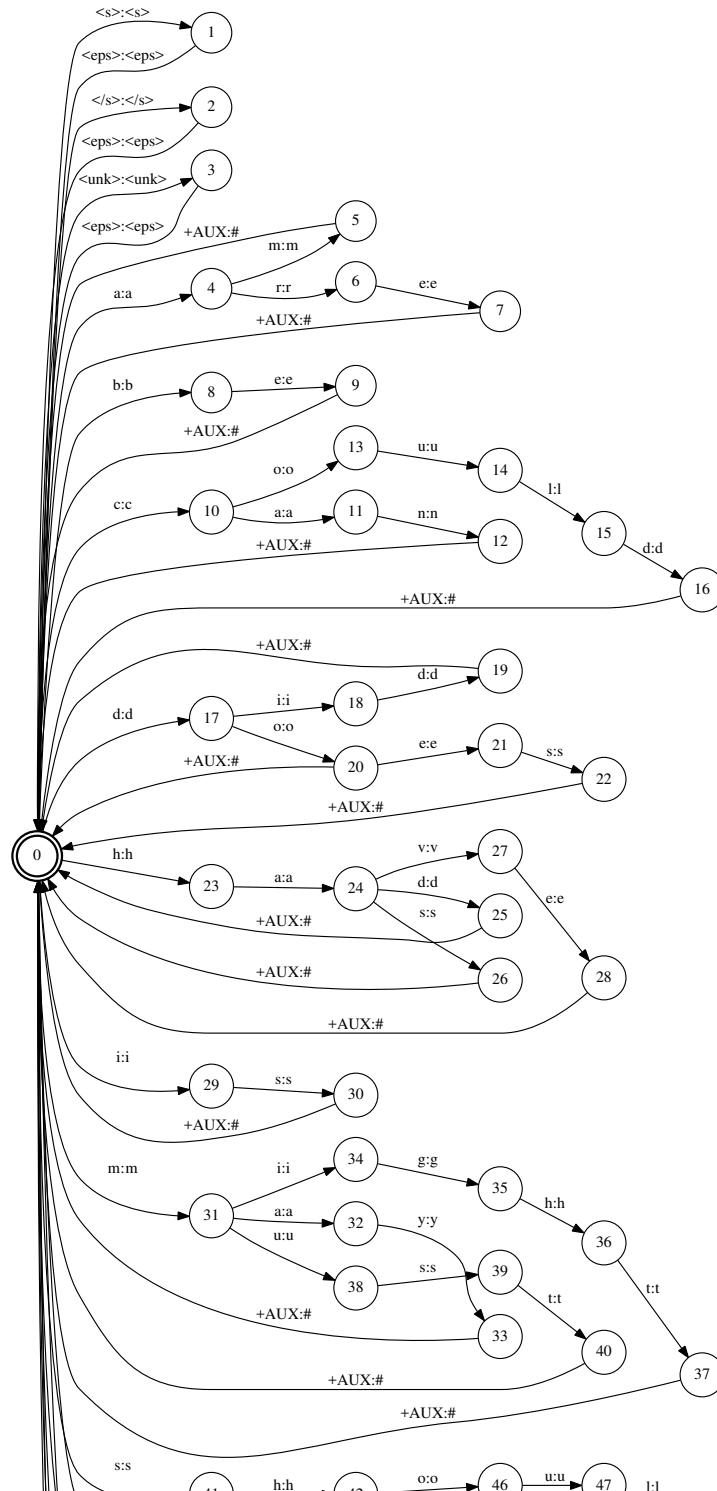 <s>:<s>
1
<eps>:<eps>
</s>:</s>
2
<eps>:<eps>
<unk>:<unk>
3
<eps>:<eps>
+AUX:#
5
m:m
a:a
4
r:r
6
e:e
7
+AUX:#
b:b
8
e:e
9
+AUX:#
c:c
10
o:o
13
u:u
14
l:l
15
d:d
16
a:a
11
n:n
12
+AUX:#
+AUX:#
+AUX:#
19
d:d
17
i:i
18
d:d
o:o
20
e:e
21
s:s
22
+AUX:#
+AUX:#
0
h:h
23
a:a
24
v:v
27
e:e
28
d:d
25
s:s
26
+AUX:#
+AUX:#
+AUX:#
i:i
29
s:s
30
+AUX:#
m:m
31
i:i
34
g:g
35
h:h
36
t:t
37
a:a
32
y:y
33
u:u
38
s:s
39
t:t
40
+AUX:#
+AUX:#
+AUX:#
s:s
41
h:h
42
o:o
46
u:u
47
l:l